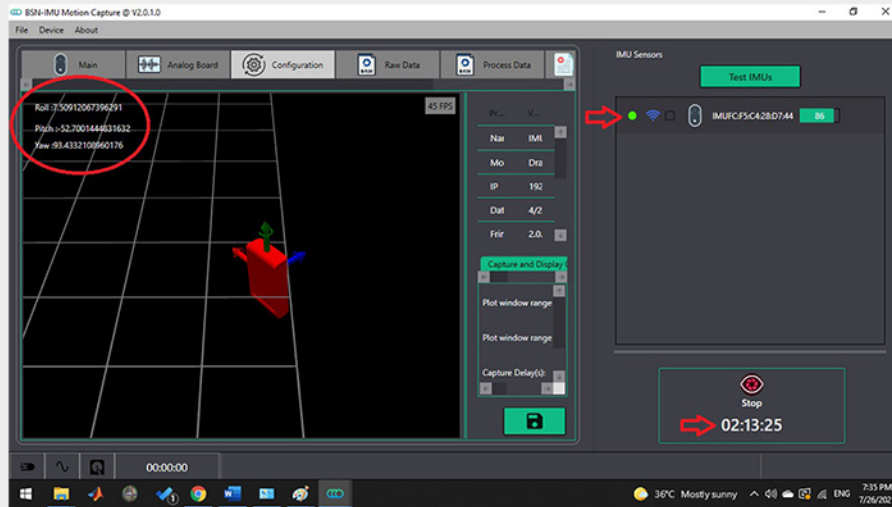 BSN-IMU Motion Capture @ V2.0.1.0
File Device About
Main
Analog Board
Configuration
Raw Data
Process Data
IMU Sensors
Test IMUs
Roll :7.50912067396291
Pitch :-52.7001444831632
Yaw :93.4332108960176
45 FPS
Pr... V...
Nai IMI
Mo Dra
IP 192
Dat 4/2
Frir 2.0.
Capture and Display
Plot window range
Plot window range
Capture Delay(s):
IMUFC:F5:C4:28:D7:44 86
Stop
02:13:25
00:00:00
36°C Mostly sunny
ENG
7:35 PM
7/26/202